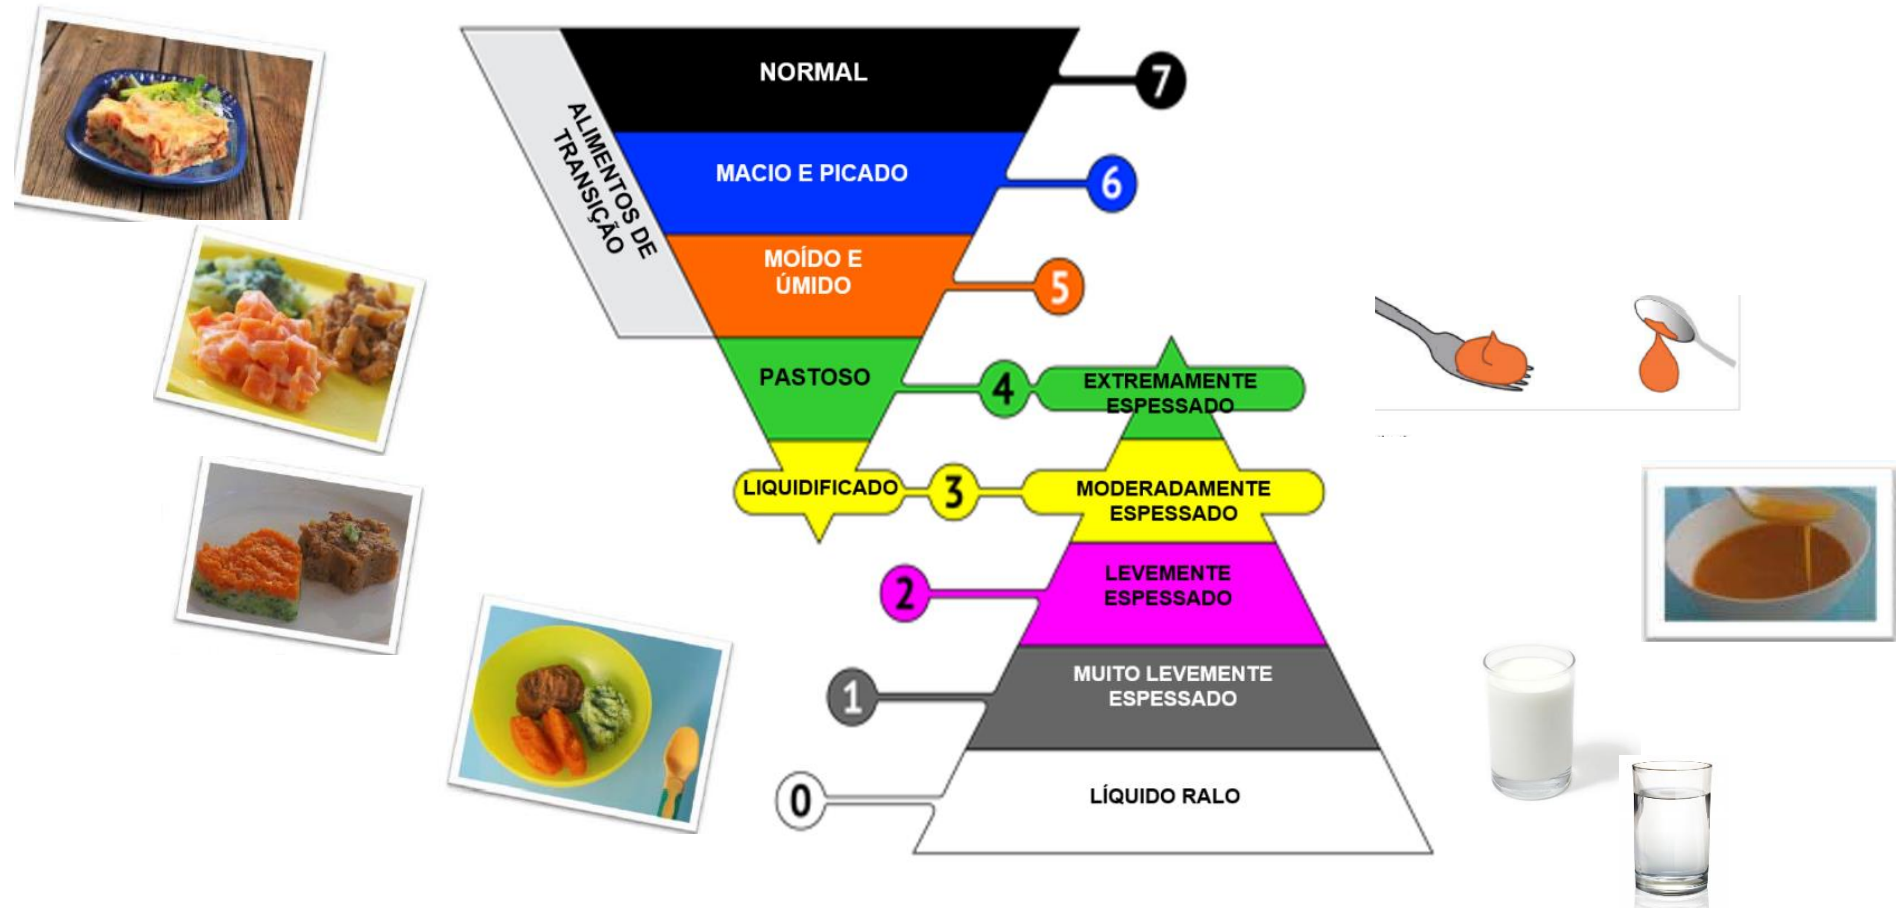 NORMAL
7
ALIMENTOS DE
TRANSIÇÃO
MACIO E PICADO
6
MOÍDO E
ÚMIDO
5
PASTOSO
4
EXTREMAMENTE
ESPESSADO
LIQUIDIFICADO
3
MODERADAMENTE
ESPESSADO
2
LEVEMENTE
ESPESSADO
1
MUITO LEVEMENTE
ESPESSADO
0
LÍQUIDO RALO